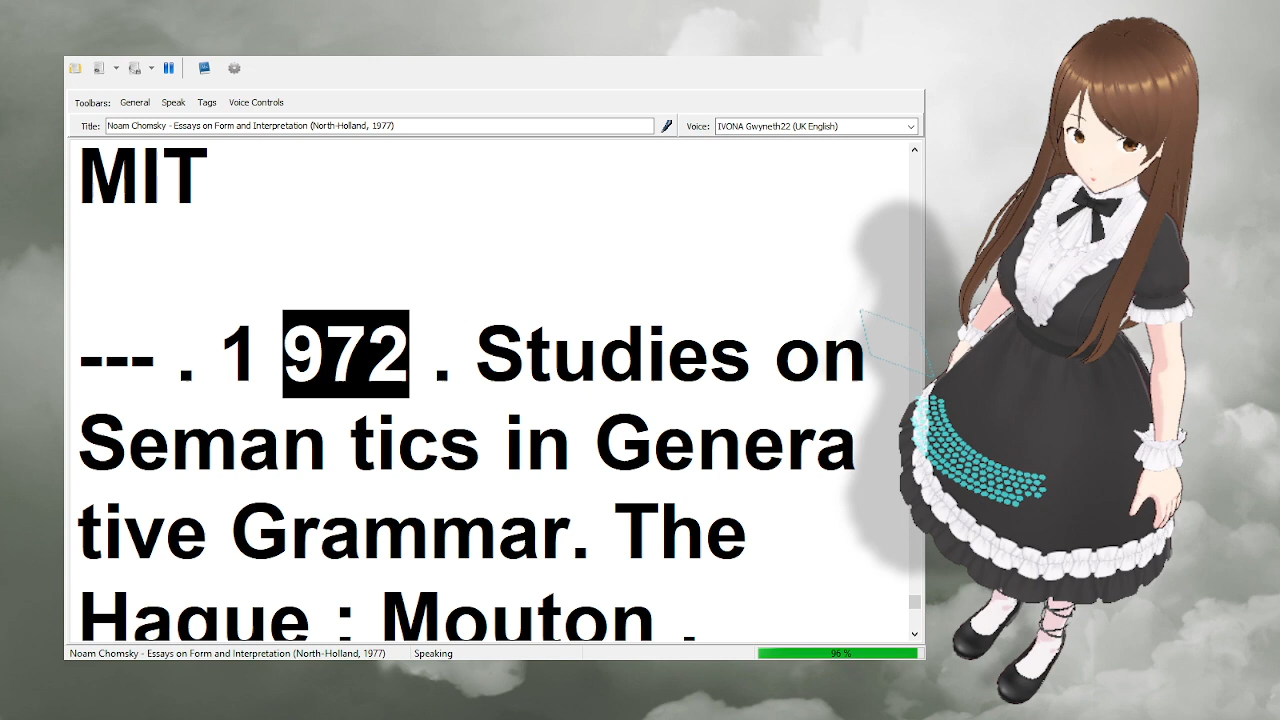 Toolbars: General Speak Tags Voice Controls
Title: Noam Chomsky - Essays on Form and Interpretation (North-Holland, 1977) Voice: IVONA Gwyneth22 (UK English)
MIT
--- . 1 972 . Studies on
Seman tics in Genera
tive Grammar. The
Hague : Mouton .
Noam Chomsky - Essays on Form and Interpretation (North-Holland, 1977) Speaking 96 %